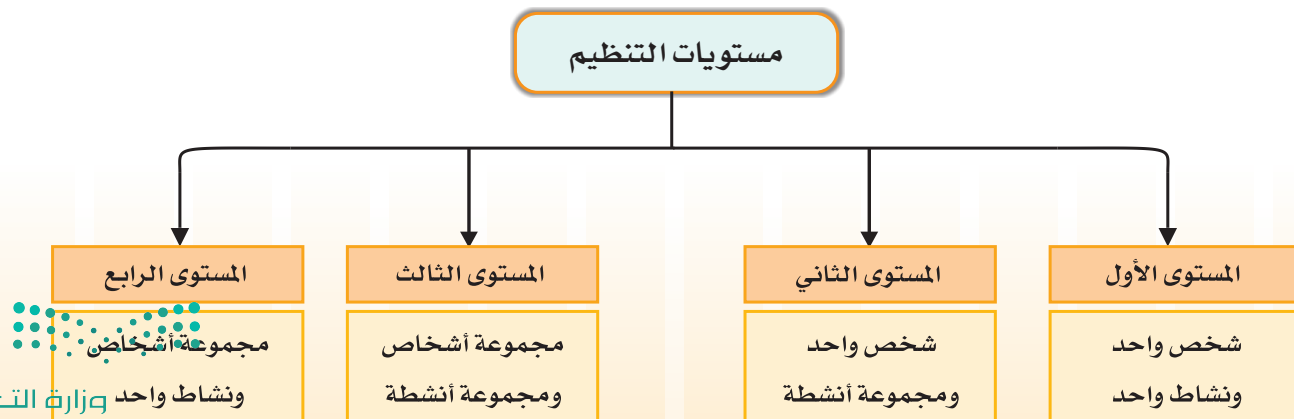 مستويات التنظيم
المستوى الأول
شخص واحد
ونشاط واحد
المستوى الثاني
شخص واحد
ومجموعة أنشطة
المستوى الثالث
مجموعة أشخاص
ومجموعة أنشطة
المستوى الرابع
مجموعة أشخاص
ونشاط واحد
وزارة